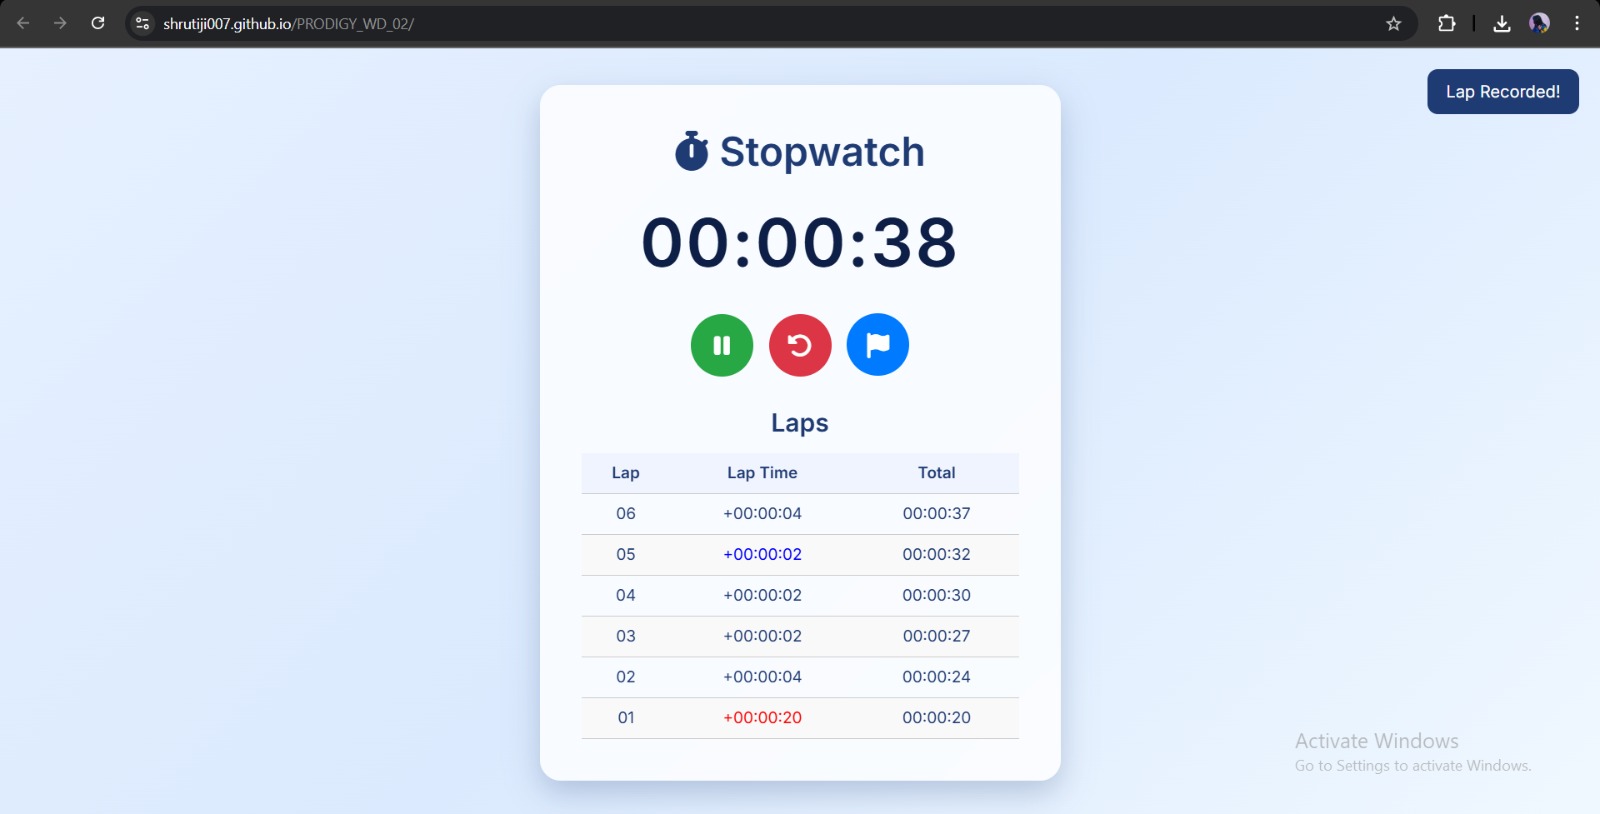 shrutiji007.github.io/PRODIGY_WD_02/
Lap Recorded!
Stopwatch
00:00:38
Laps
Lap Lap Time Total
06 +00:00:04 00:00:37
05 +00:00:02 00:00:32
04 +00:00:02 00:00:30
03 +00:00:02 00:00:27
02 +00:00:04 00:00:24
01 +00:00:20 00:00:20
Activate Windows
Go to Settings to activate Windows.